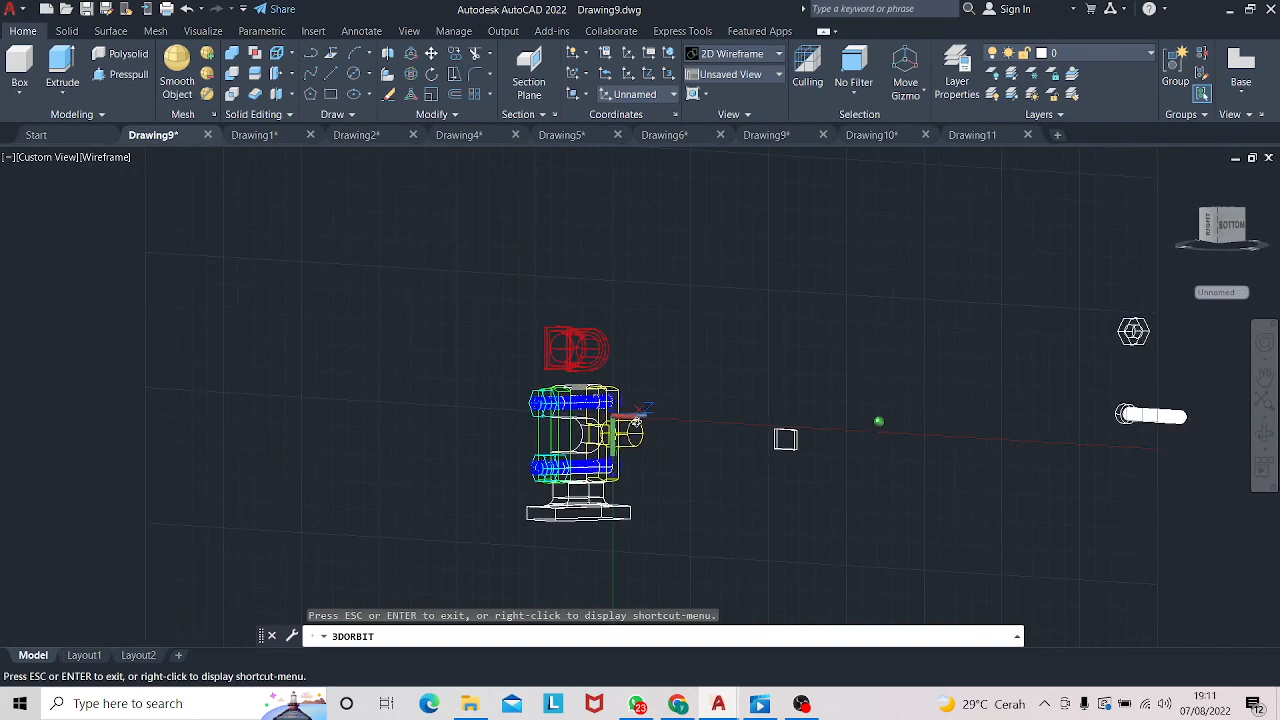 Share
Autodesk AutoCAD 2022 Drawing9.dwg
Type a keyword or phrase
Sign In
Home Solid Surface Mesh Visualize Parametric Insert Annotate View Manage Output Add-ins Collaborate Express Tools Featured Apps
Box
Extrude
Polysolid
Presspull
Smooth
Object
Section
Plane
Unnamed
2D Wireframe
Unsaved View
Culling
No Filter
Move
Gizmo
Layer
Properties
0
Group
Base
Modeling
Mesh
Solid Editing
Draw
Modify
Section
Coordinates
View
Selection
Layers
Groups
View
Start Drawing9* Drawing1* Drawing2* Drawing4* Drawing5* Drawing6* Drawing9* Drawing10* Drawing11
[−][Custom View][Wireframe]
RIGHT
BOTTOM
Unnamed
X
Z
Press ESC or ENTER to exit, or right-click to display shortcut-menu.
3DORBIT
Model Layout1 Layout2
Press ESC or ENTER to exit, or right-click to display shortcut-menu.
Type here to search
L
23
A
29°C Cerah
19:11
07/08/2022
12